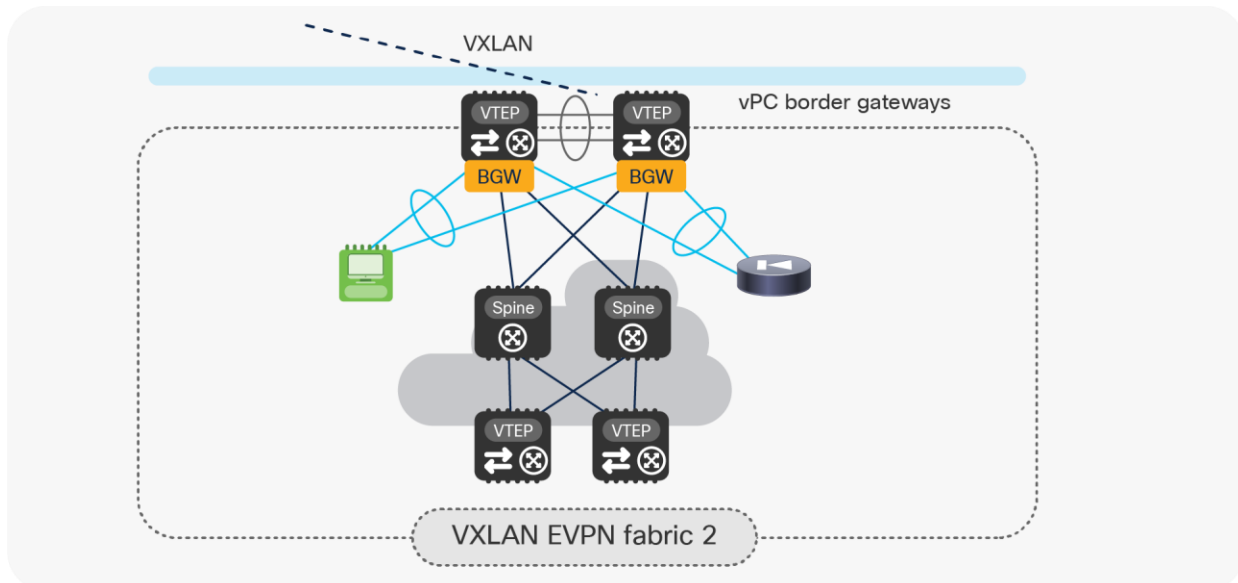 VXLAN
vPC border gateways
VTEP
VTEP
BGW
BGW
Spine
Spine
VTEP
VTEP
VXLAN EVPN fabric 2